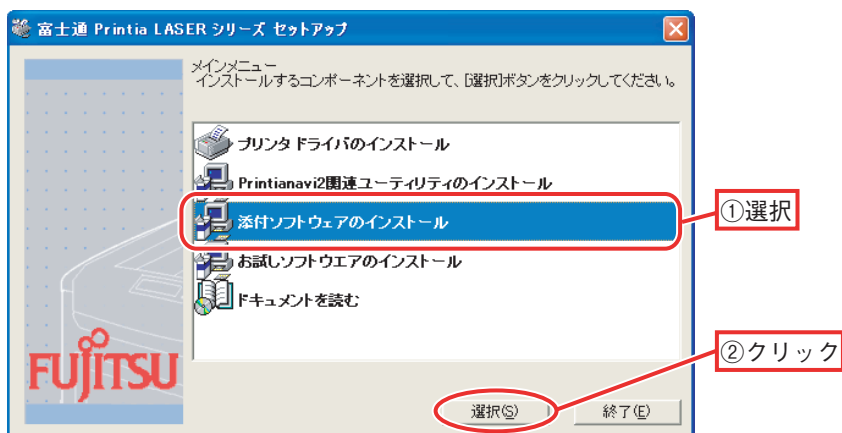 富士通 Printia LASER シリーズ セットアップ
メインメニュー
インストールするコンポーネントを選択して、[選択]ボタンをクリックしてください。
プリンタ ドライバのインストール
Printianavi2関連ユーティリティのインストール
添付ソフトウェアのインストール
①選択
お試しソフトウエアのインストール
ドキュメントを読む
②クリック
FUJITSU
選択(S)
終了(E)